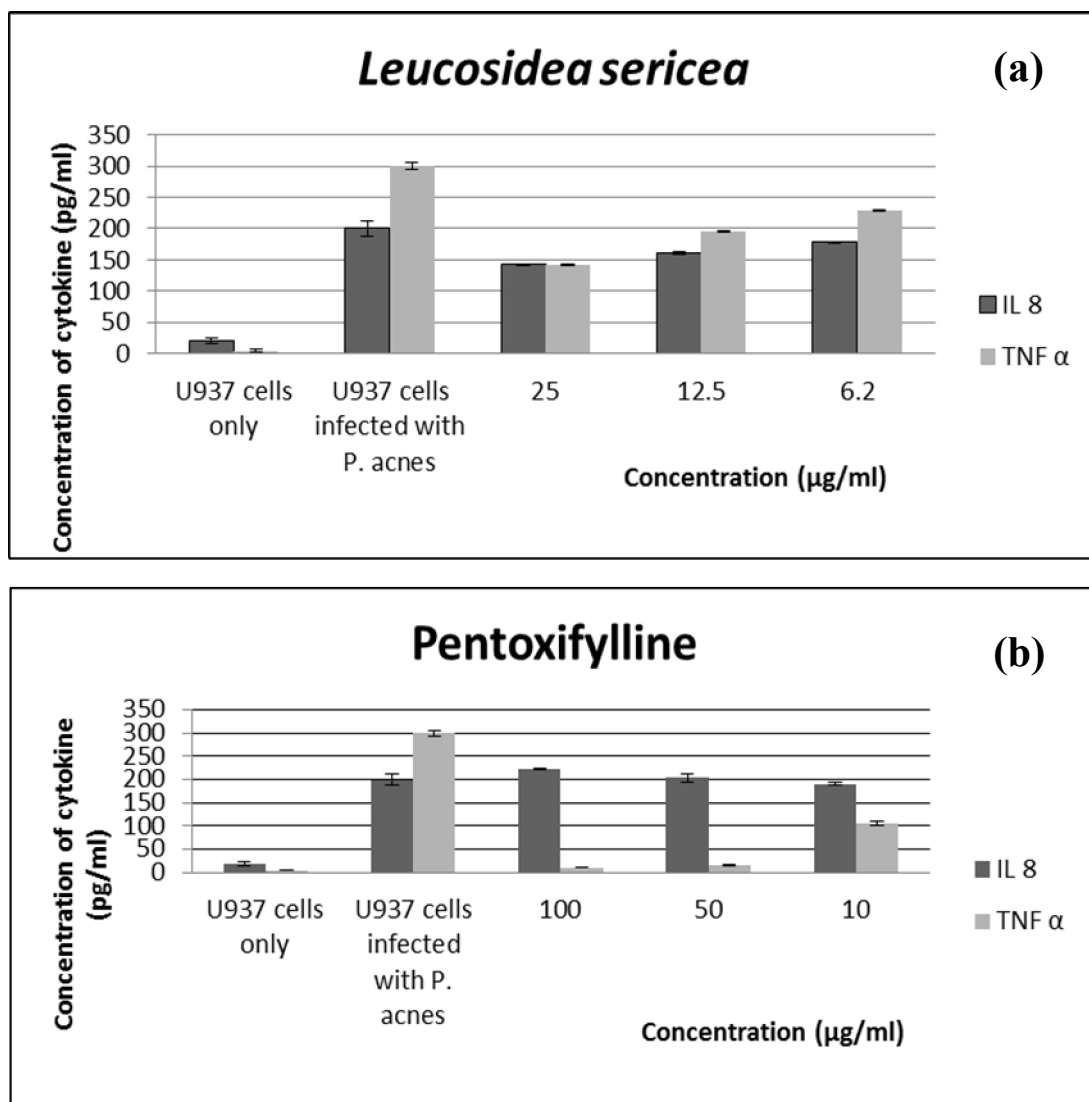 Leucosidea sericea
(a)
Concentration of cytokine (pg/ml)
350
300
250
200
150
100
50
0
U937 cells
only
U937 cells
infected with
P. acnes
25
12.5
6.2
Concentration (µg/ml)
IL 8
TNF α
Pentoxifylline
(b)
Concentration of cytokine
(pg/ml)
350
300
250
200
150
100
50
0
U937 cells
only
U937 cells
infected
with P.
acnes
100
50
10
Concentration (µg/ml)
IL 8
TNF α